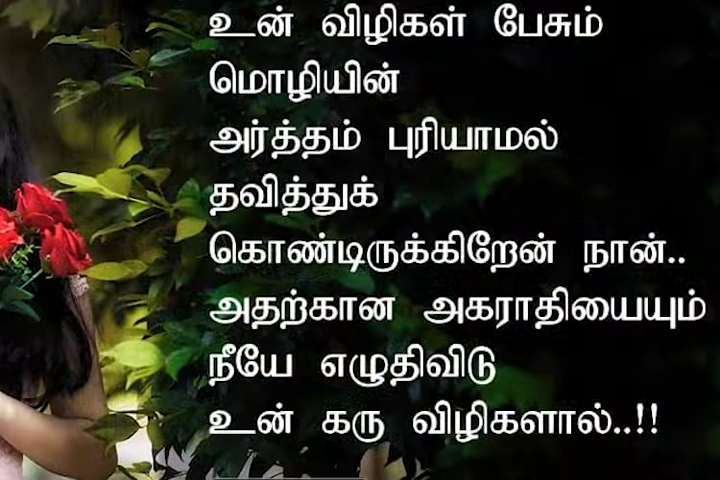 உன் விழிகள் பேசும்
மொழியின்
அர்த்தம் புரியாமல்
தவித்துக்
கொண்டிருக்கிறேன் நான்..
அதற்கான அகராதியையும்
நீயே எழுதிவிடு
உன் கரு விழிகளால்..!!